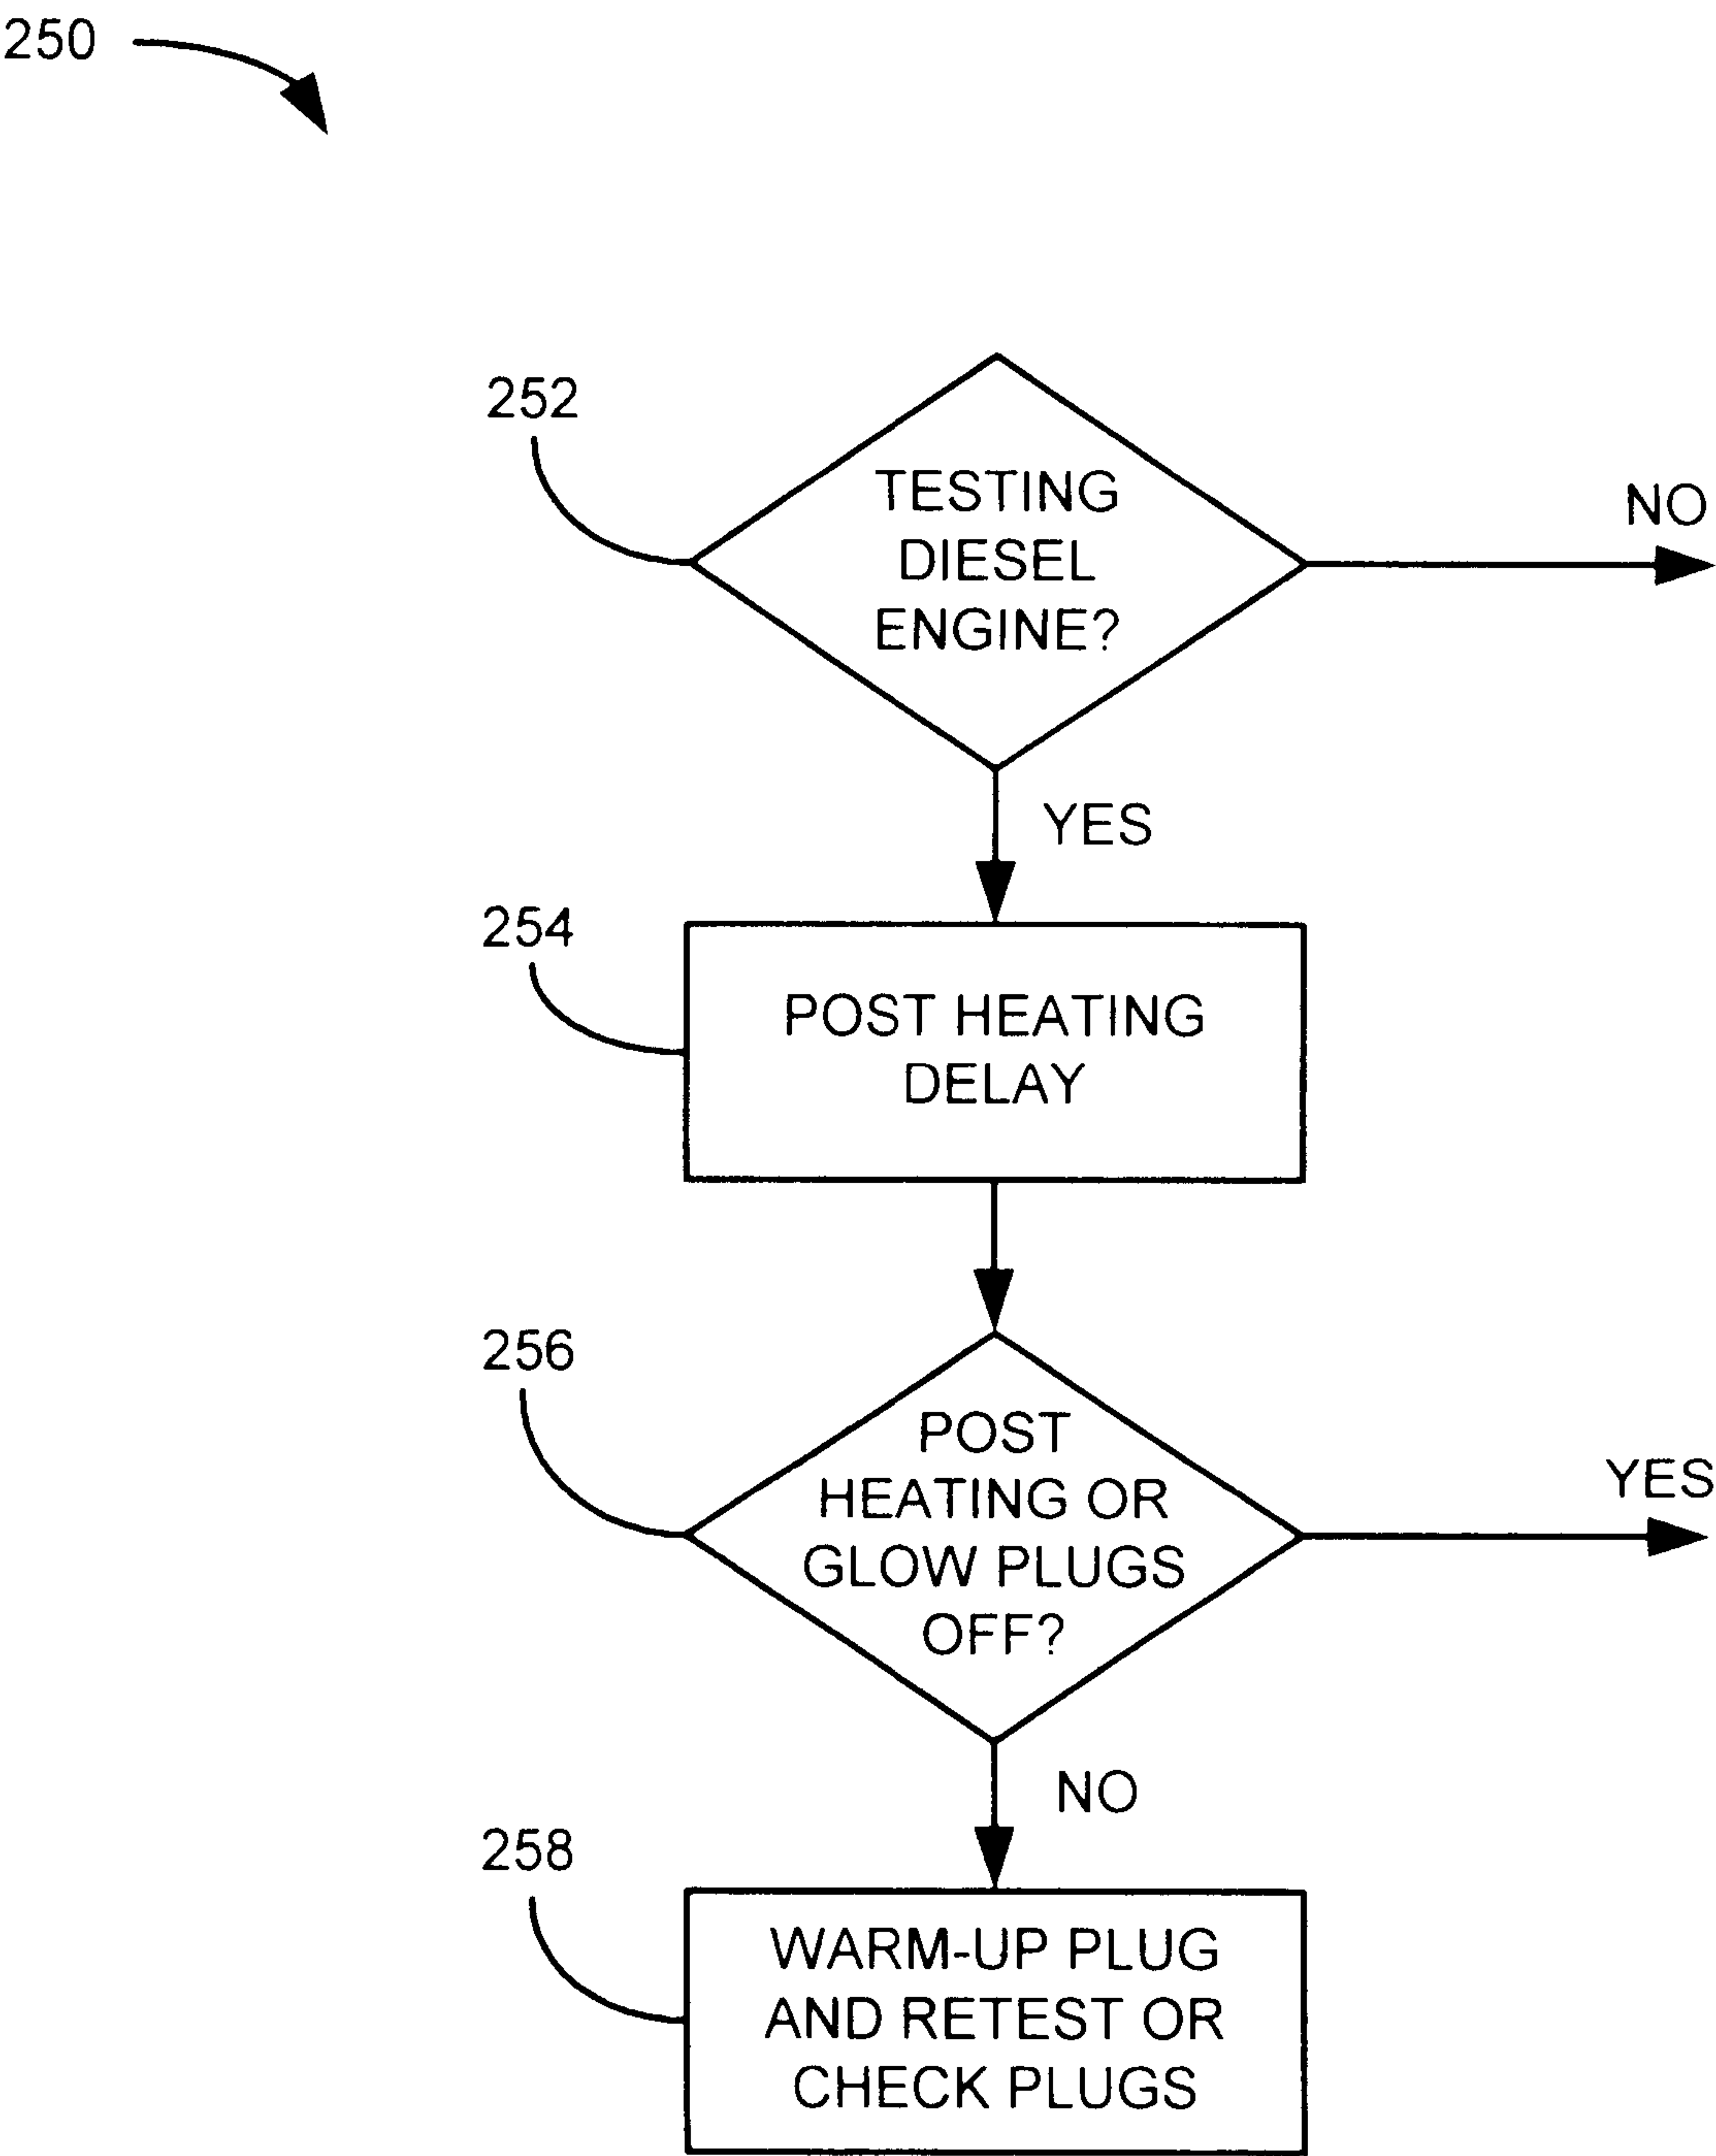 250
252
TESTING
DIESEL
ENGINE?
NO
YES
254
POST HEATING
DELAY
256
POST
HEATING OR
GLOW PLUGS
OFF?
YES
NO
258
WARM-UP PLUG
AND RETEST OR
CHECK PLUGS